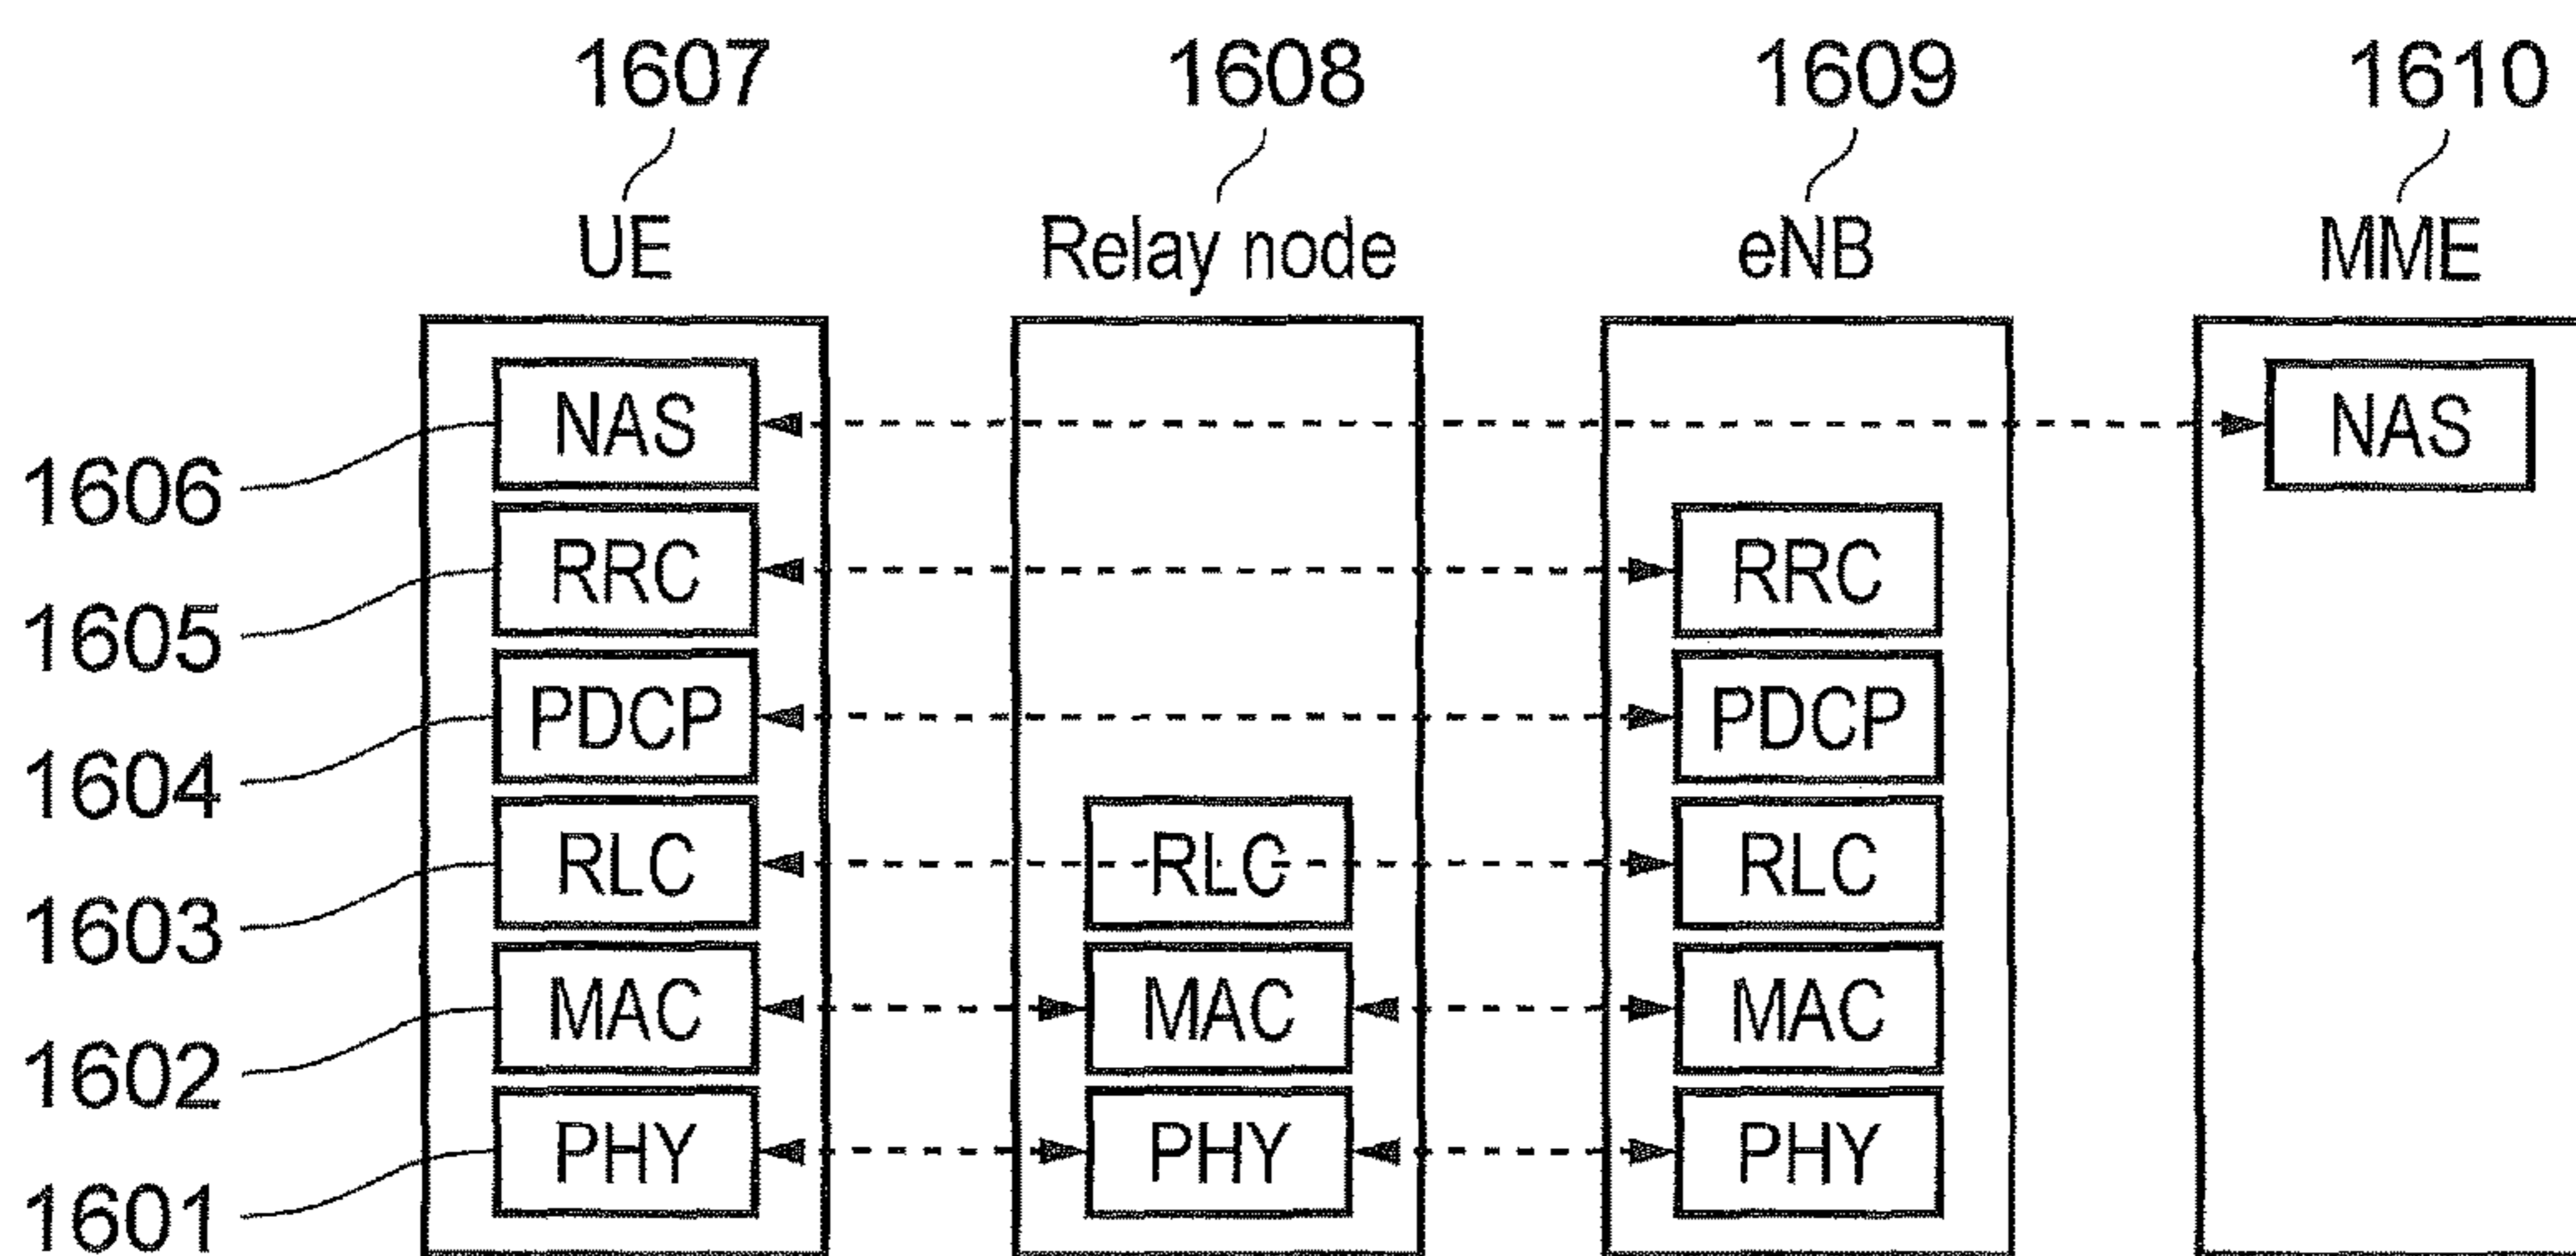 1607 1608 1609 1610
UE Relay node eNB MME
NAS NAS
1606
RRC RRC
1605
PDCP PDCP
1604
RLC RLC RLC
1603
MAC MAC MAC
1602
PHY PHY PHY
1601